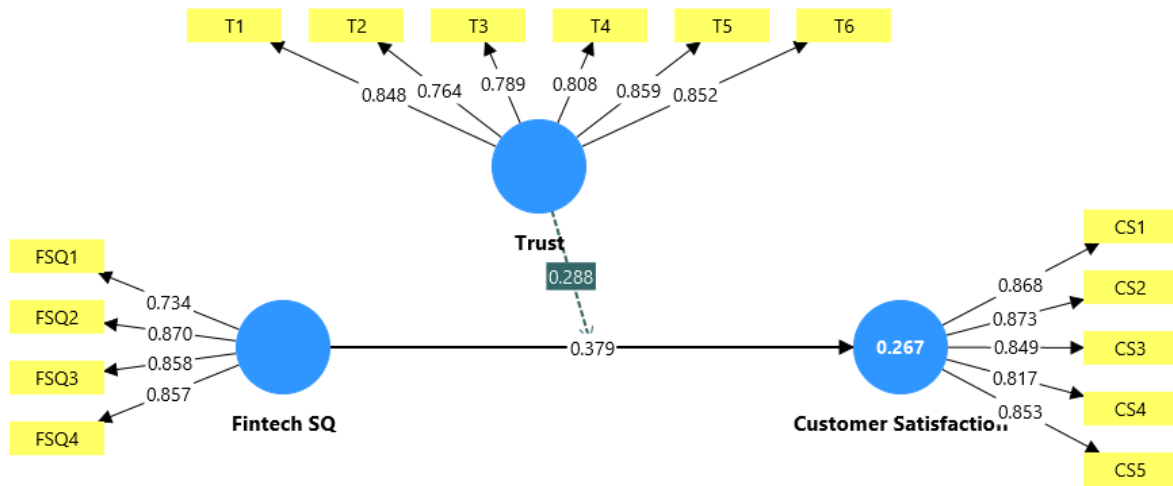 T1 T2 T3 T4 T5 T6
0.848 0.764 0.789 0.808 0.859 0.852
Trust
0.288
FSQ1
FSQ2
FSQ3
FSQ4
0.734
0.870
0.858
0.857
Fintech SQ
0.379
0.267
Customer Satisfaction
0.868
0.873
0.849
0.817
0.853
CS1
CS2
CS3
CS4
CS5